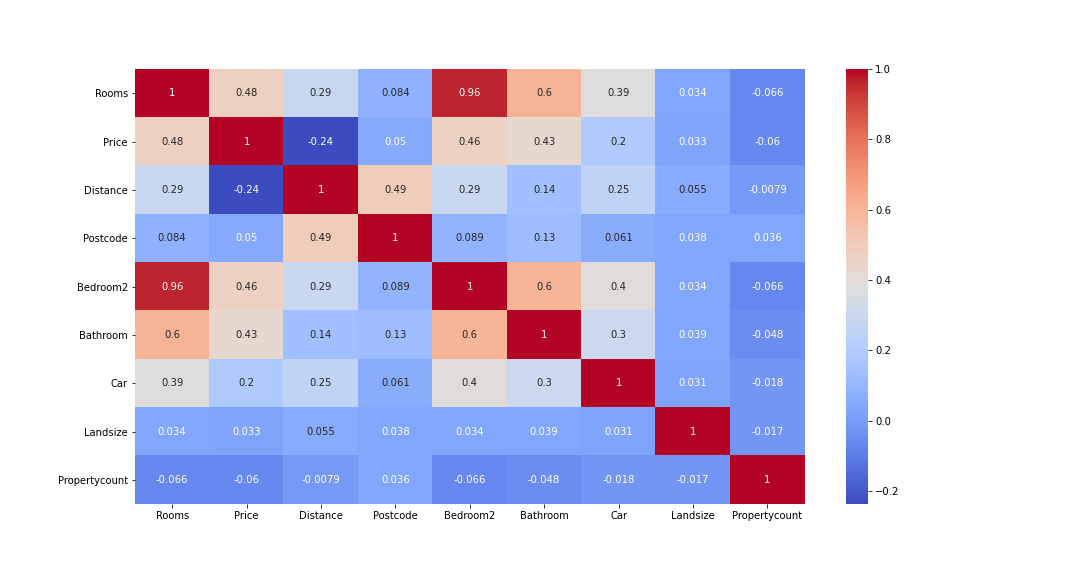 Rooms 1 0.48 0.29 0.084 0.96 0.6 0.39 0.034 -0.066
Price 0.48 1 -0.24 0.05 0.46 0.43 0.2 0.033 -0.06
Distance 0.29 -0.24 1 0.49 0.29 0.14 0.25 0.055 -0.0079
Postcode 0.084 0.05 0.49 1 0.089 0.13 0.061 0.038 0.036
Bedroom2 0.96 0.46 0.29 0.089 1 0.6 0.4 0.034 -0.066
Bathroom 0.6 0.43 0.14 0.13 0.6 1 0.3 0.039 -0.048
Car 0.39 0.2 0.25 0.061 0.4 0.3 1 0.031 -0.018
Landsize 0.034 0.033 0.055 0.038 0.034 0.039 0.031 1 -0.017
Propertycount -0.066 -0.06 -0.0079 0.036 -0.066 -0.048 -0.018 -0.017 1
Rooms Price Distance Postcode Bedroom2 Bathroom Car Landsize Propertycount
1.0
0.8
0.6
0.4
0.2
0.0
−0.2